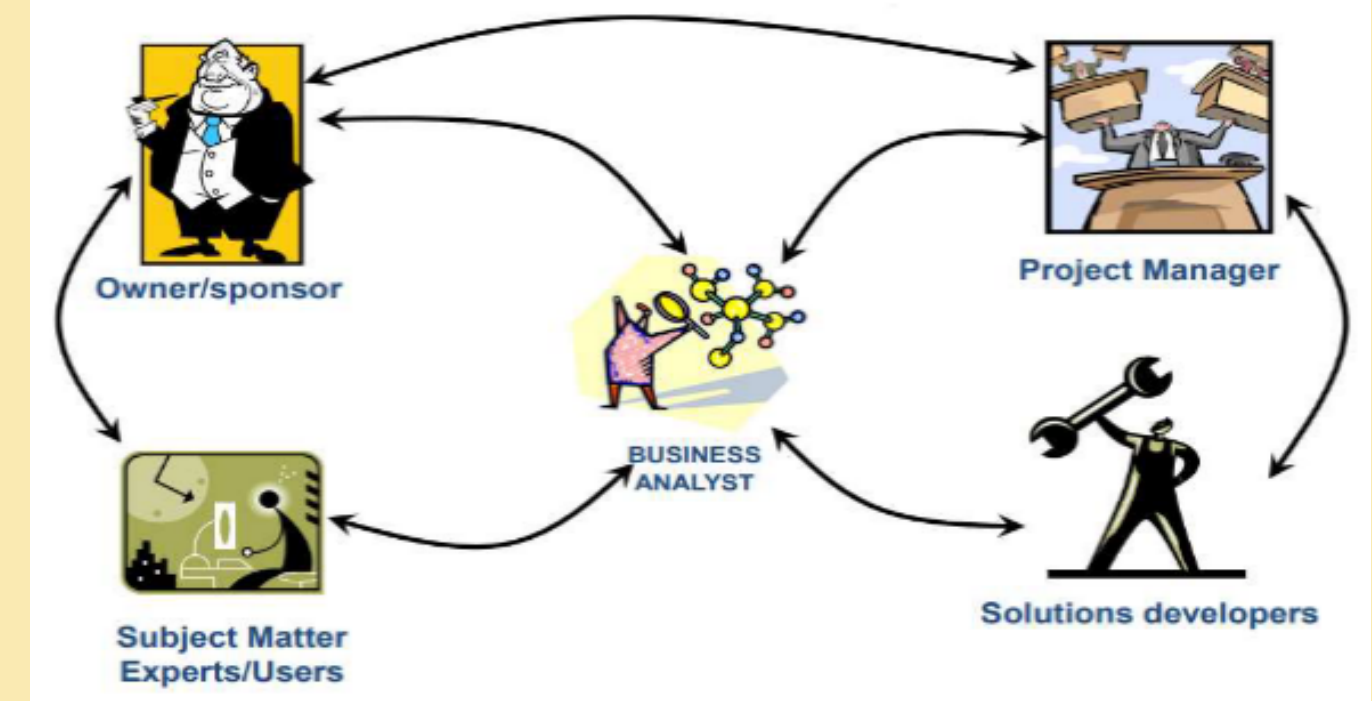 Owner/sponsor
Project Manager
BUSINESS
ANALYST
Subject Matter
Experts/Users
Solutions developers